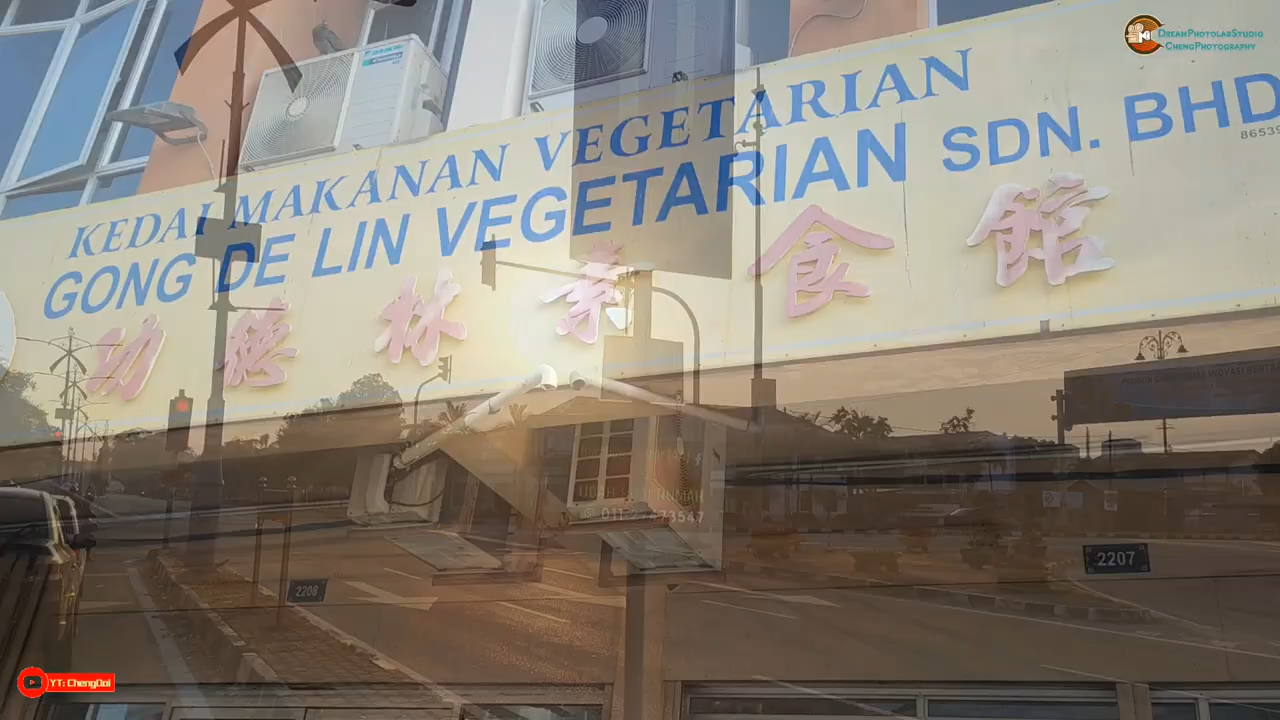 DREAMPHOTOLABSTUDIO
CHENGPHOTOGRAPHY
KEDAI MAKANAN VEGETARIAN
GONG DE LIN VEGETARIAN SDN. BHD
功德林素食館
2207
2208
YT: ChengDai